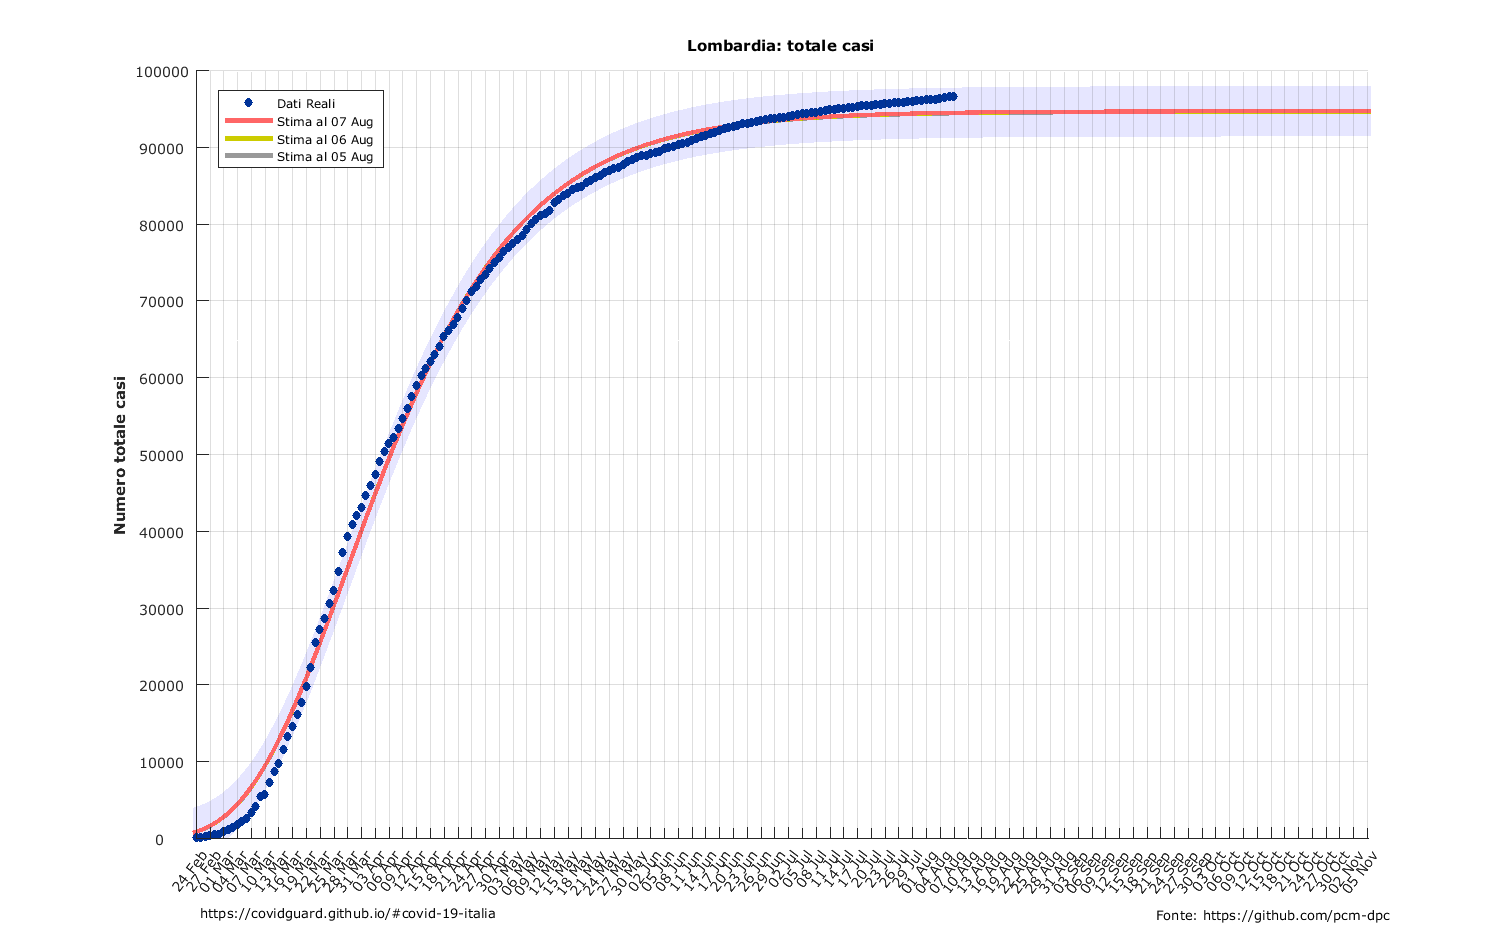 Lombardia: totale casi
100000
90000
80000
70000
60000
50000
40000
30000
20000
10000
0
Numero totale casi
Dati Reali
Stima al 07 Aug
Stima al 06 Aug
Stima al 05 Aug
24 Feb
27 Feb
01 Mar
04 Mar
07 Mar
10 Mar
13 Mar
16 Mar
19 Mar
22 Mar
25 Mar
28 Mar
31 Mar
03 Apr
06 Apr
09 Apr
12 Apr
15 Apr
18 Apr
21 Apr
24 Apr
27 Apr
30 Apr
03 May
06 May
09 May
12 May
15 May
18 May
21 May
24 May
27 May
30 May
02 Jun
05 Jun
08 Jun
11 Jun
14 Jun
17 Jun
20 Jun
23 Jun
26 Jun
29 Jun
02 Jul
05 Jul
08 Jul
11 Jul
14 Jul
17 Jul
20 Jul
23 Jul
26 Jul
29 Jul
01 Aug
04 Aug
07 Aug
10 Aug
13 Aug
16 Aug
19 Aug
22 Aug
25 Aug
28 Aug
31 Aug
03 Sep
06 Sep
09 Sep
12 Sep
15 Sep
18 Sep
21 Sep
24 Sep
27 Sep
30 Sep
03 Oct
06 Oct
09 Oct
12 Oct
15 Oct
18 Oct
21 Oct
24 Oct
27 Oct
30 Oct
02 Nov
05 Nov
https://covidguard.github.io/#covid-19-italia
Fonte: https://github.com/pcm-dpc